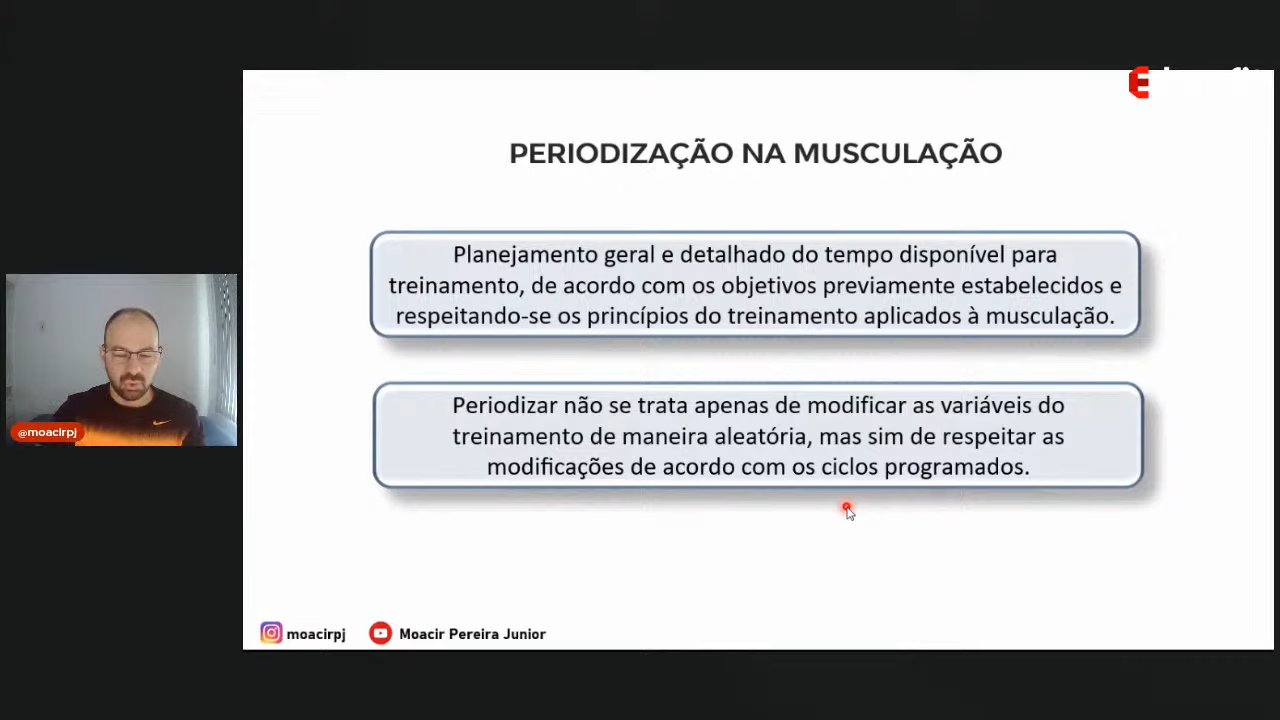 PERIODIZAÇÃO NA MUSCULAÇÃO
Planejamento geral e detalhado do tempo disponível para
treinamento, de acordo com os objetivos previamente estabelecidos e
respeitando-se os princípios do treinamento aplicados à musculação.
Periodizar não se trata apenas de modificar as variáveis do
treinamento de maneira aleatória, mas sim de respeitar as
modificações de acordo com os ciclos programados.
@moacirpj
moacirpj
Moacir Pereira Junior